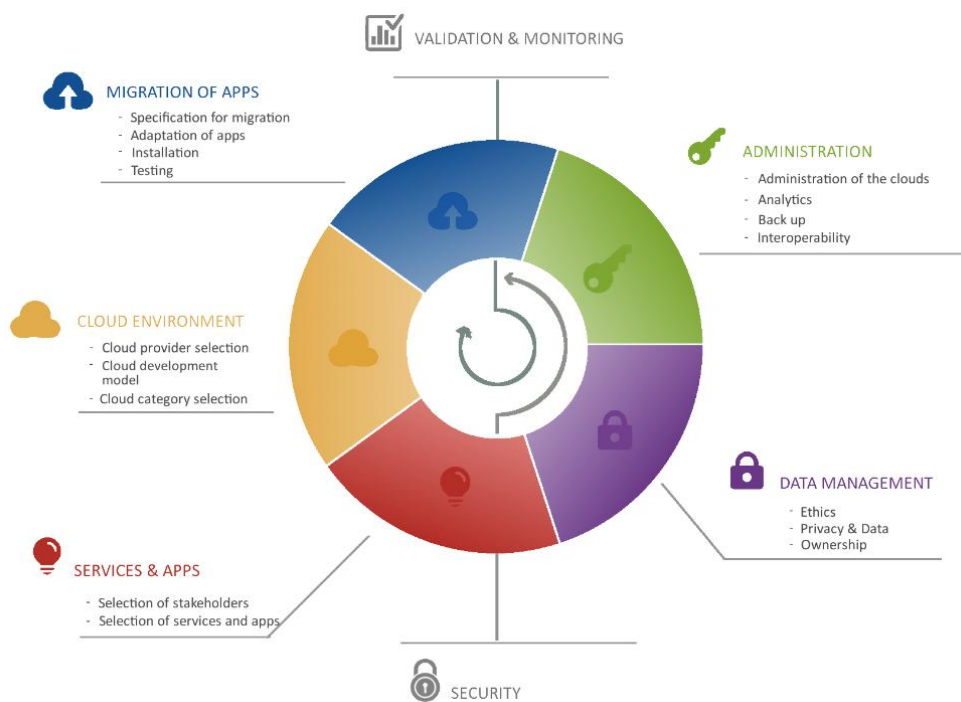 VALIDATION & MONITORING
MIGRATION OF APPS
- Specification for migration
- Adaptation of apps
- Installation
- Testing
ADMINISTRATION
- Administration of the clouds
- Analytics
- Back up
- Interoperability
CLOUD ENVIRONMENT
- Cloud provider selection
- Cloud development
model
- Cloud category selection
DATA MANAGEMENT
- Ethics
- Privacy & Data
- Ownership
SERVICES & APPS
- Selection of stakeholders
- Selection of services and apps
SECURITY